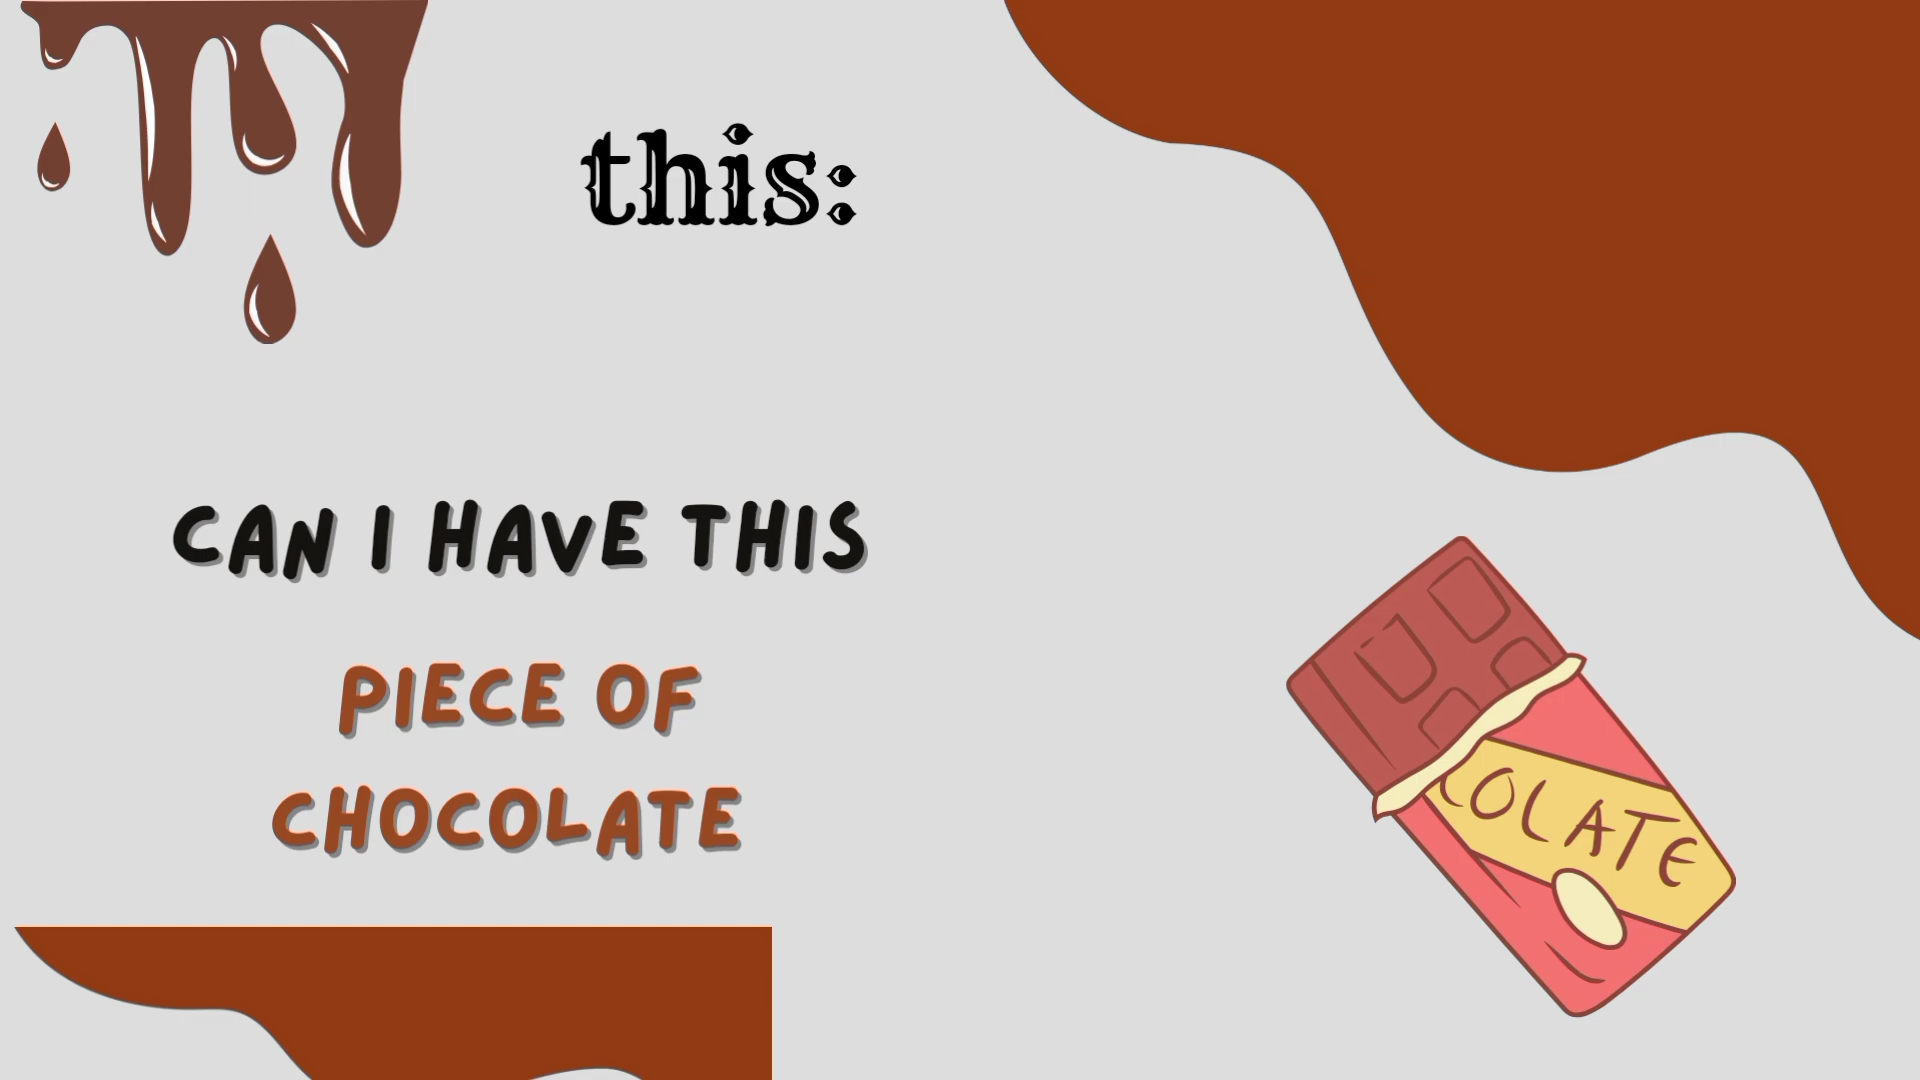 this:
CAN I HAVE THIS
PIECE OF
CHOCOLATE
COLATE